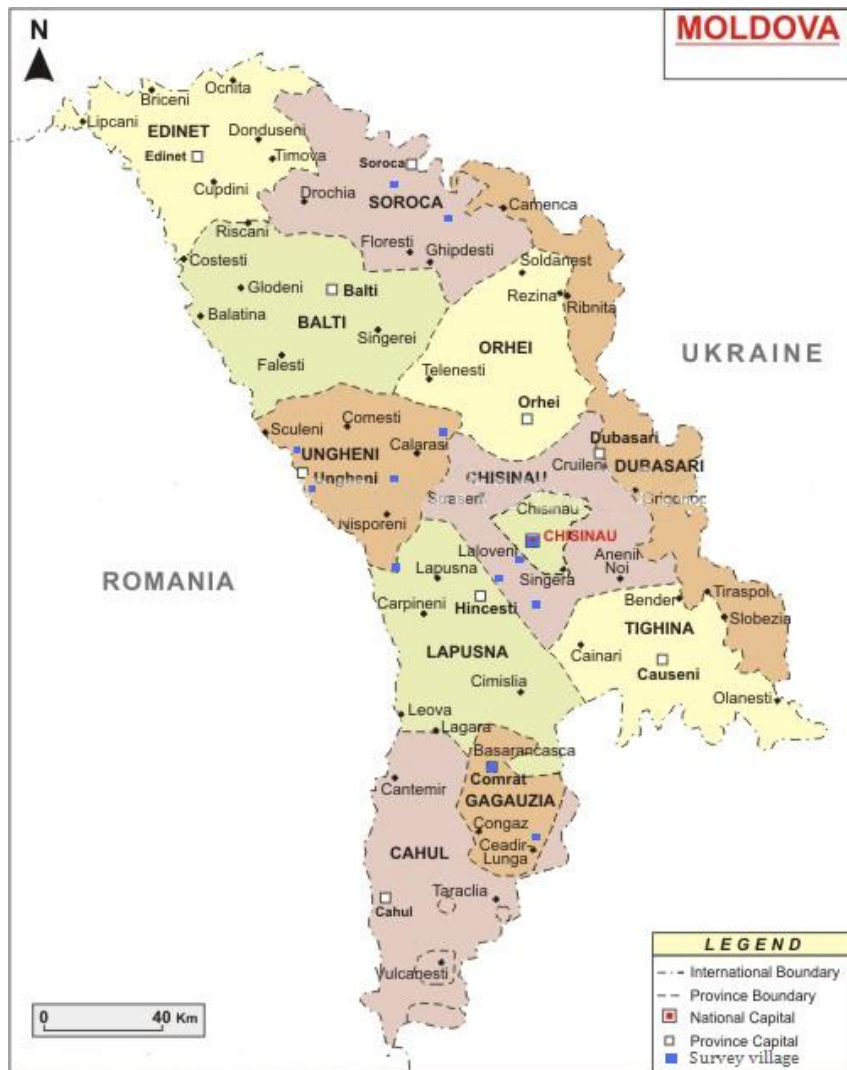 MOLDOVA
N
Ocnita
Briceni
Lipcani
EDINET
Donduseni
Edinet
Timova
Soroca
Cupdini
Drochia
SOROCA
Camenca
Riscani
Floresti
Ghipdesti
Costesti
Soldanest
Glodeni
Balti
Rezina
Ribnita
Balatina
BALTI
Singerei
ORHEI
UKRAINE
Falesti
Telenesti
Orhei
Comesti
Sculeni
Dubasari
UNGHENI
Calarasi
Cruileni
DUBASARI
CHISINAU
Ungheni
Chisinau
Nisporeni
CHISINAU
Laloveni
Anenii
Noi
ROMANIA
Lapusna
Singera
Hincesti
Bender
Tiraspol
Carpineni
Slobezia
TIGHINA
LAPUSNA
Cainari
Causeni
Cimislia
Olanesti
Leova
Lagara
Basarancasca
Cantemir
Comrat
GAGAUZIA
Congaz
CAHUL
Ceadir-
Lunga
Taraclia
Cahul
Vulcanesti
LEGEND
International Boundary
Province Boundary
National Capital
Province Capital
Survey village
0 40 Km